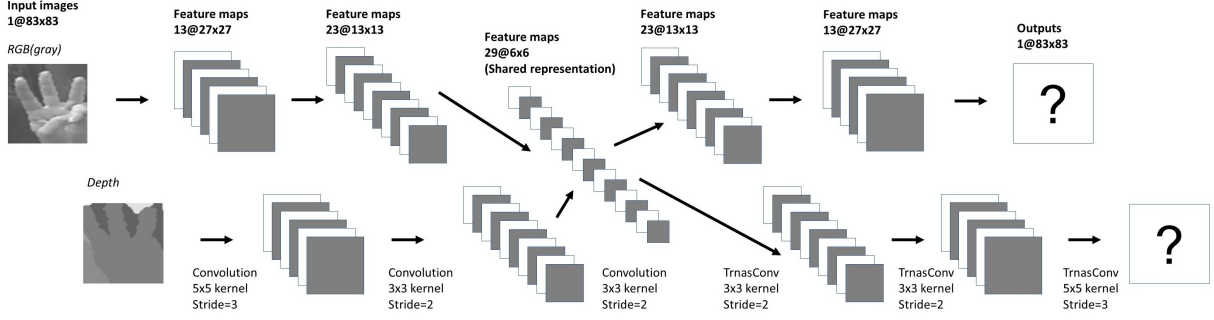 Input images
1@83x83
RGB(gray)
Feature maps
13@27x27
Feature maps
23@13x13
Feature maps
29@6x6
(Shared representation)
Feature maps
23@13x13
Feature maps
13@27x27
Outputs
1@83x83
?
Depth
?
Convolution
5x5 kernel
Stride=3
Convolution
3x3 kernel
Stride=2
Convolution
3x3 kernel
Stride=2
TrnasConv
3x3 kernel
Stride=2
TrnasConv
3x3 kernel
Stride=2
TrnasConv
5x5 kernel
Stride=3